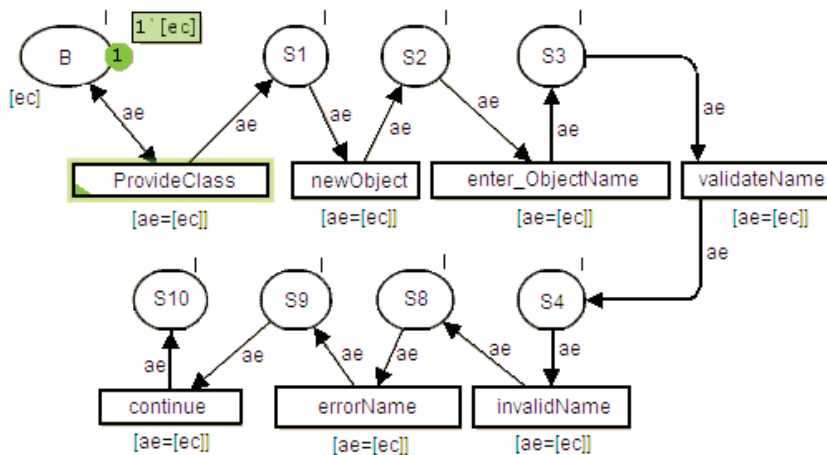 I 1`[ec] I I I
B 1 S1 S2 S3
[ec] ae ae ae ae ae ae ae
ProvideClass newObject enter_ObjectName validateName
[ae=[ec]] [ae=[ec]] [ae=[ec]] [ae=[ec]]
ae
I I I I
S10 S9 S8 S4
ae ae ae ae ae ae
continue errorName invalidName
[ae=[ec]] [ae=[ec]] [ae=[ec]]